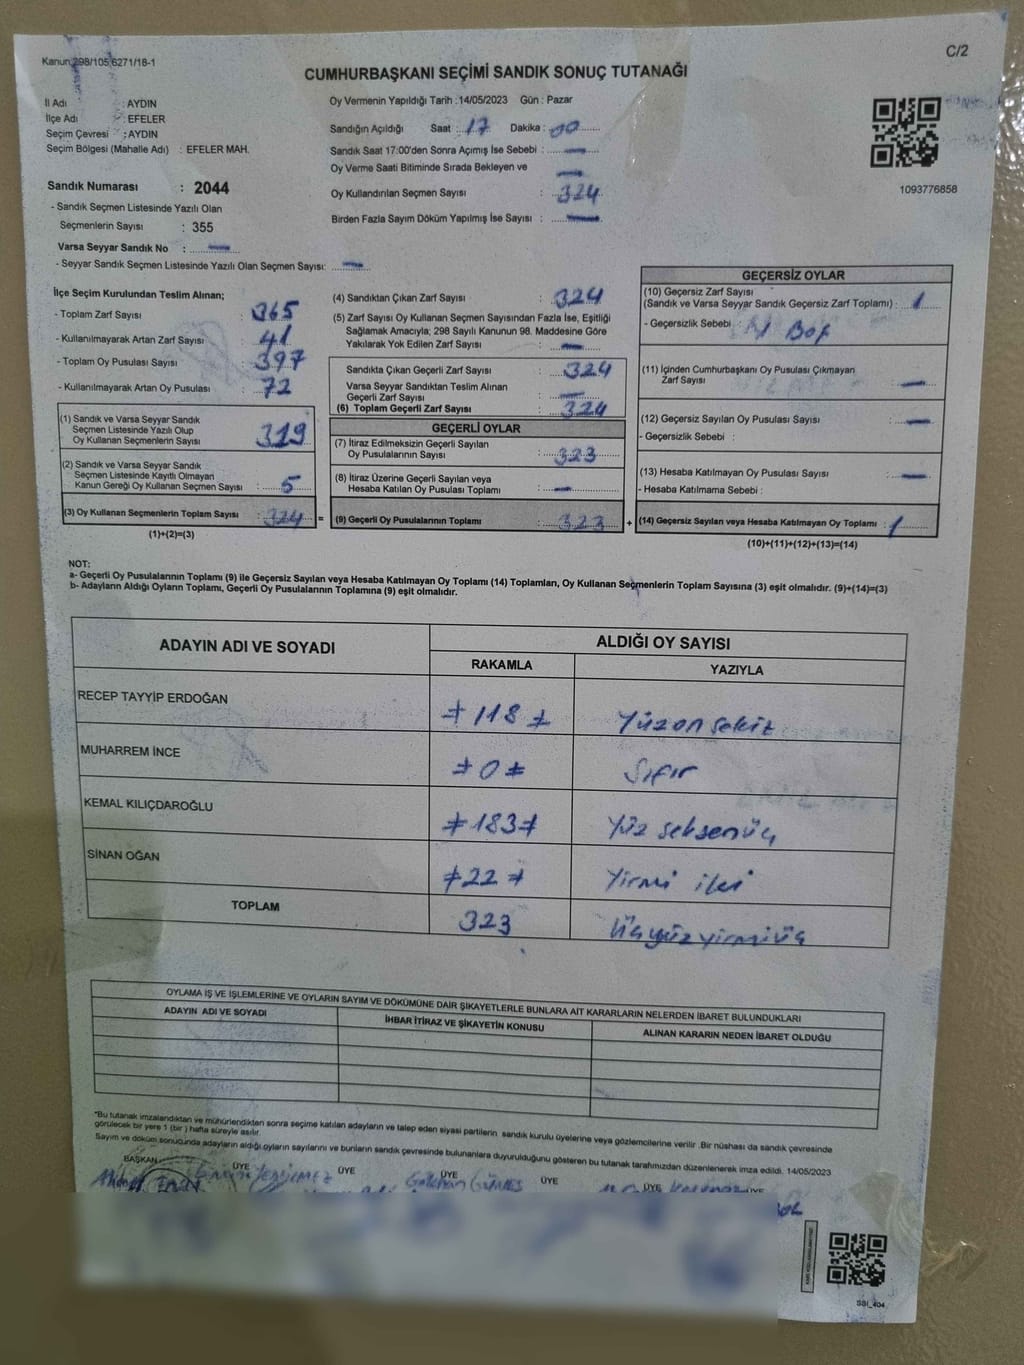 C/2
Kanun 298/105 6271/18-1
CUMHURBAŞKANI SEÇİMİ SANDIK SONUÇ TUTANAĞI
İl Adı : AYDIN
İlçe Adı : EFELER
Seçim Çevresi : AYDIN
Seçim Bölgesi (Mahalle Adı) : EFELER MAH.
Sandık Numarası : 2044
- Sandık Seçmen Listesinde Yazılı Olan
Seçmenlerin Sayısı : 355
Varsa Seyyar Sandık No : —
- Seyyar Sandık Seçmen Listesinde Yazılı Olan Seçmen Sayısı: —
Oy Vermenin Yapıldığı Tarih :14/05/2023 Gün : Pazar
Sandığın Açıldığı Saat : 17 Dakika : 00
Sandık Saat 17:00'den Sonra Açımış İse Sebebi : —
Oy Verme Saati Bitiminde Sırada Bekleyen ve —
Oy Kullandırılan Seçmen Sayısı : 324
Birden Fazla Sayım Döküm Yapılmış İse Sayısı : —
1093776858
İlçe Seçim Kurulundan Teslim Alınan;
- Toplam Zarf Sayısı : 365
- Kullanılmayarak Artan Zarf Sayısı : 41
- Toplam Oy Pusulası Sayısı : 397
- Kullanılmayarak Artan Oy Pusulası : 72
(1) Sandık ve Varsa Seyyar Sandık
Seçmen Listesinde Yazılı Olup
Oy Kullanan Seçmenlerin Sayısı : 319
(2) Sandık ve Varsa Seyyar Sandık
Seçmen Listesinde Kayıtlı Olmayan
Kanun Gereği Oy Kullanan Seçmen Sayısı : 5
(3) Oy Kullanan Seçmenlerin Toplam Sayısı : 324 =
(1)+(2)=(3)
(4) Sandıktan Çıkan Zarf Sayısı : 324
(5) Zarf Sayısı Oy Kullanan Seçmen Sayısından Fazla İse, Eşitliği
Sağlamak Amacıyla; 298 Sayılı Kanunun 98. Maddesine Göre
Yakılarak Yok Edilen Zarf Sayısı : —
Sandıkta Çıkan Geçerli Zarf Sayısı : 324
Varsa Seyyar Sandıktan Teslim Alınan
Geçerli Zarf Sayısı : —
(6) Toplam Geçerli Zarf Sayısı : 324
GEÇERLİ OYLAR
(7) İtiraz Edilmeksizin Geçerli Sayılan
Oy Pusulalarının Sayısı : 323
(8) İtiraz Üzerine Geçerli Sayılan veya
Hesaba Katılan Oy Pusulası Toplamı : —
(9) Geçerli Oy Pusulalarının Toplamı : 323 +
GEÇERSİZ OYLAR
(10) Geçersiz Zarf Sayısı
(Sandık ve Varsa Seyyar Sandık Geçersiz Zarf Toplamı) : 1
- Geçersizlik Sebebi : 1 Boş
(11) İçinden Cumhurbaşkanı Oy Pusulası Çıkmayan
Zarf Sayısı : —
(12) Geçersiz Sayılan Oy Pusulası Sayısı : —
- Geçersizlik Sebebi :
(13) Hesaba Katılmayan Oy Pusulası Sayısı : —
- Hesaba Katılmama Sebebi :
(14) Geçersiz Sayılan veya Hesaba Katılmayan Oy Toplamı : 1
(10)+(11)+(12)+(13)=(14)
NOT:
a- Geçerli Oy Pusulalarının Toplamı (9) ile Geçersiz Sayılan veya Hesaba Katılmayan Oy Toplamı (14) Toplamları, Oy Kullanan Seçmenlerin Toplam Sayısına (3) eşit olmalıdır. (9)+(14)=(3)
b- Adayların Aldığı Oyların Toplamı, Geçerli Oy Pusulalarının Toplamına (9) eşit olmalıdır.
ADAYIN ADI VE SOYADI ALDIĞI OY SAYISI
RAKAMLA YAZIYLA
RECEP TAYYİP ERDOĞAN 118 Yüzonsekiz
MUHARREM İNCE 0 Sıfır
KEMAL KILIÇDAROĞLU 183 Yüz seksenüç
SİNAN OĞAN 22 Yirmi iki
TOPLAM 323 Üçyüzyirmiüç
OYLAMA İŞ VE İŞLEMLERİNE VE OYLARIN SAYIM VE DÖKÜMÜNE DAİR ŞİKAYETLERLE BUNLARA AİT KARARLARIN NELERDEN İBARET BULUNDUKLARI
ADAYIN ADI VE SOYADI İHBAR İTİRAZ VE ŞİKAYETİN KONUSU ALINAN KARARIN NEDEN İBARET OLDUĞU
*Bu tutanak imzalandıktan ve mühürlendikten sonra seçime katılan adayların ve talep eden siyasi partilerin sandık kurulu üyelerine veya gözlemcilerine verilir .Bir nüshası da sandık çevresinde
görülecek bir yere 1 (bir ) hafta süreyle asılır.
Sayım ve döküm sonucunda adayların aldığı oyların sayılarını ve bunların sandık çevresinde bulunanlara duyurulduğunu gösteren bu tutanak tarafımızdan düzenlenerek imza edildi. 14/05/2023
BAŞKAN ÜYE ÜYE ÜYE ÜYE ÜYE ÜYE
Gökhan
SSI_404